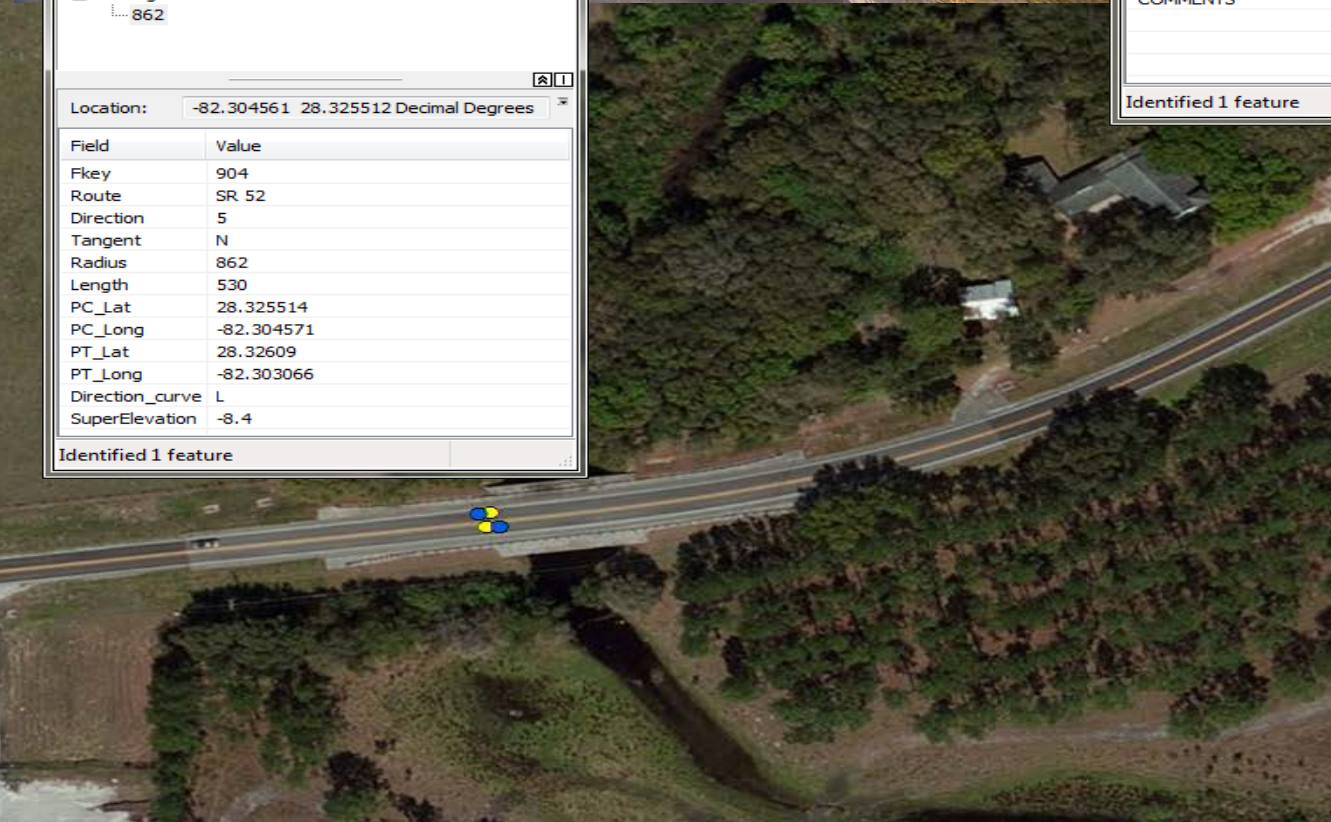 862
Location: -82.304561 28.325512 Decimal Degrees
Field Value
Fkey 904
Route SR 52
Direction 5
Tangent N
Radius 862
Length 530
PC_Lat 28.325514
PC_Long -82.304571
PT_Lat 28.32609
PT_Long -82.303066
Direction_curve L
SuperElevation -8.4
Identified 1 feature
COMMENTS
Identified 1 feature